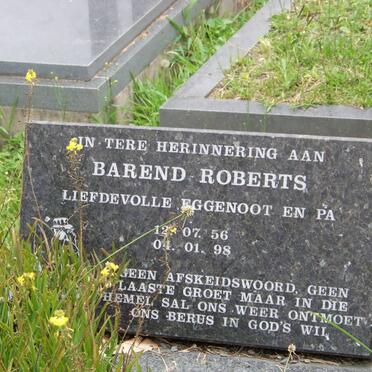 IN TERE HERINNERING AAN
BAREND ROBERTS
LIEFDEVOLLE EGGENOOT EN PA
12 07 56
04 01 98
GEEN AFSKEIDSWOORD, GEEN
LAASTE GROET MAAR IN DIE
HEMEL SAL ONS WEER ONTMOET
ONS BERUS IN GOD'S WIL